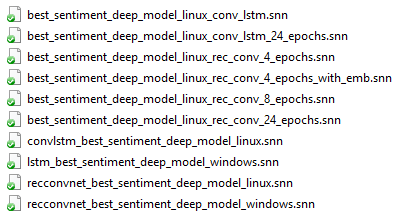 best_sentiment_deep_model_linux_conv_lstm.snn
best_sentiment_deep_model_linux_conv_lstm_24_epochs.snn
best_sentiment_deep_model_linux_rec_conv_4_epochs.snn
best_sentiment_deep_model_linux_rec_conv_4_epochs_with_emb.snn
best_sentiment_deep_model_linux_rec_conv_8_epochs.snn
best_sentiment_deep_model_linux_rec_conv_24_epochs.snn
convlstm_best_sentiment_deep_model_linux.snn
lstm_best_sentiment_deep_model_windows.snn
recconvnet_best_sentiment_deep_model_linux.snn
recconvnet_best_sentiment_deep_model_windows.snn